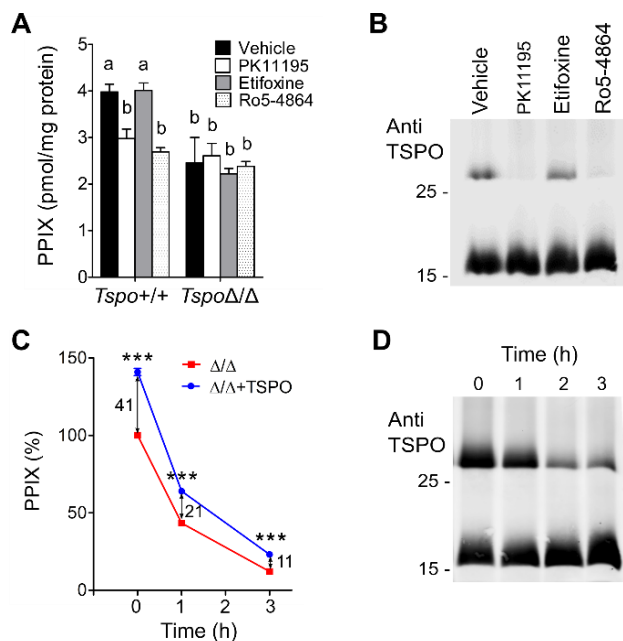 A
PPIX (pmol/mg protein)
5
4
3
2
1
0
a
b
a
b
b
b
b
b
Vehicle
PK11195
Etifoxine
Ro5-4864
Tspo+/+
TspoΔ/Δ
B
Vehicle
PK11195
Etifoxine
Ro5-4864
Anti
TSPO
25 -
15 -
C
PPIX (%)
150
100
50
0
***
41
***
21
***
11
Δ/Δ
Δ/Δ+TSPO
0 1 2 3
Time (h)
D
Time (h)
0 1 2 3
Anti
TSPO
25 -
15 -